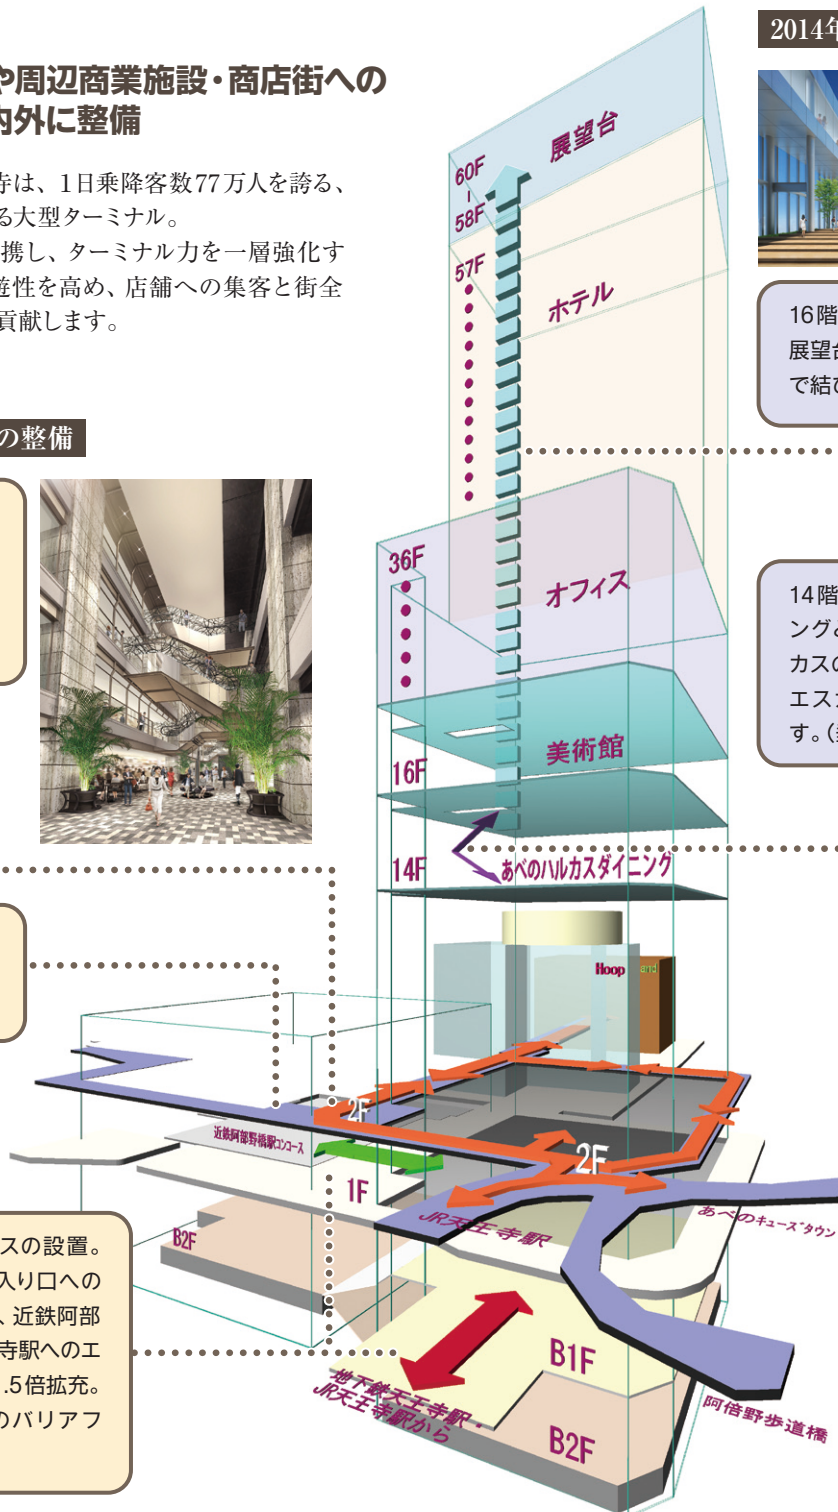 や周辺商業施設・商店街への
内外に整備
寺は、1日乗降客数77万人を誇る、
る大型ターミナル。
携し、ターミナル力を一層強化す
遊性を高め、店舗への集客と街全
貢献します。
の整備
2014年
16階
展望台
で結び
14階
ングと
カスの
エスカ
す。(
展望台
60F
58F
57F
ホテル
36F
オフィス
美術館
16F
14F
あべのハルカスダイニング
Hoop
and
2F
近鉄阿部野橋駅コンコース
2F
1F
JR天王寺駅
あべのキューズタウン
B2F
スの設置。
入り口への
、近鉄阿部
寺駅へのエ
.5倍拡充。
のバリアフ
B1F
地下鉄天王寺駅・
JR天王寺駅から
阿倍野歩道橋
B2F